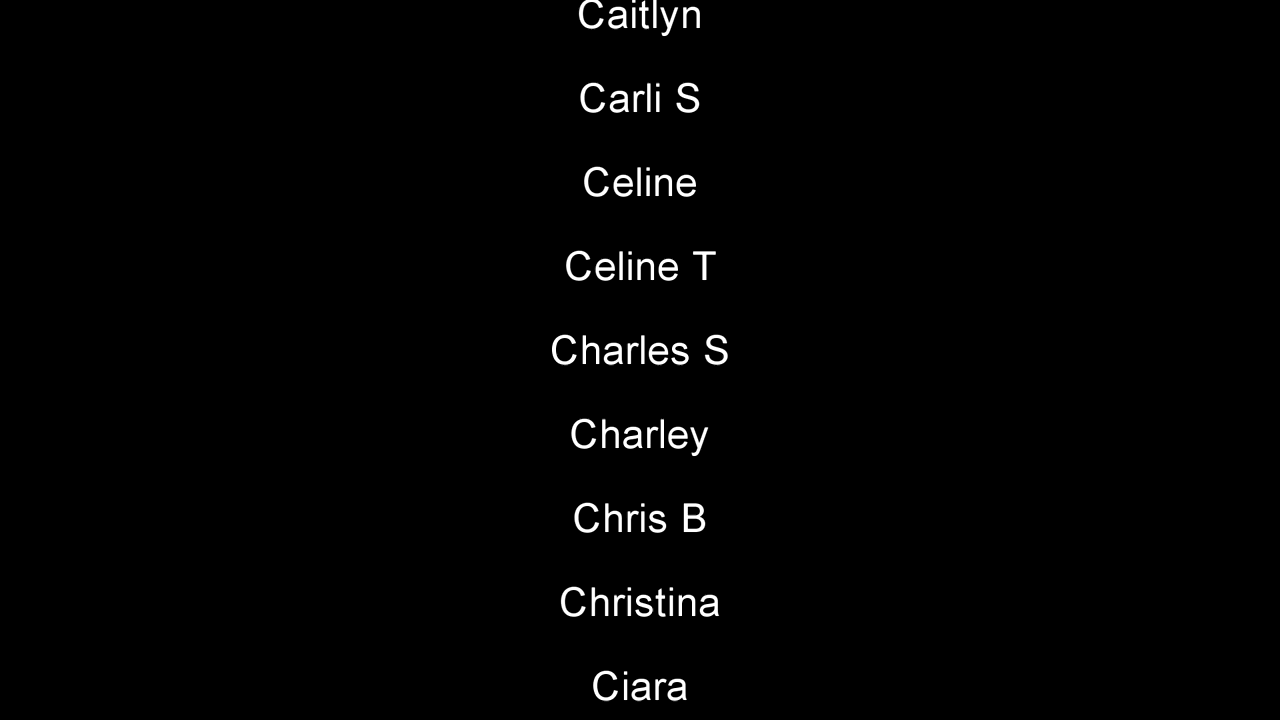 Caitlyn
Carli S
Celine
Celine T
Charles S
Charley
Chris B
Christina
Ciara